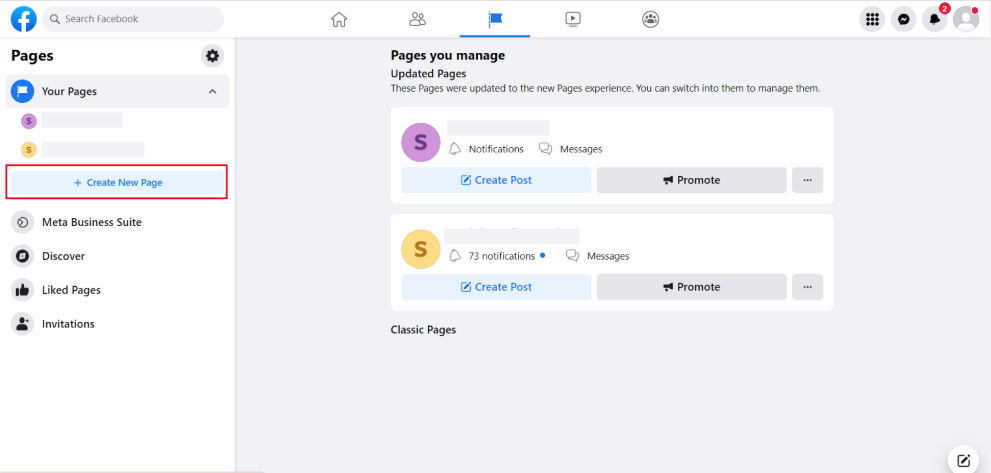 Search Facebook
2
Pages
Your Pages
S
S
+ Create New Page
Meta Business Suite
Discover
Liked Pages
Invitations
Pages you manage
Updated Pages
These Pages were updated to the new Pages experience. You can switch into them to manage them.
S
Notifications Messages
Create Post Promote ...
S
73 notifications Messages
Create Post Promote ...
Classic Pages